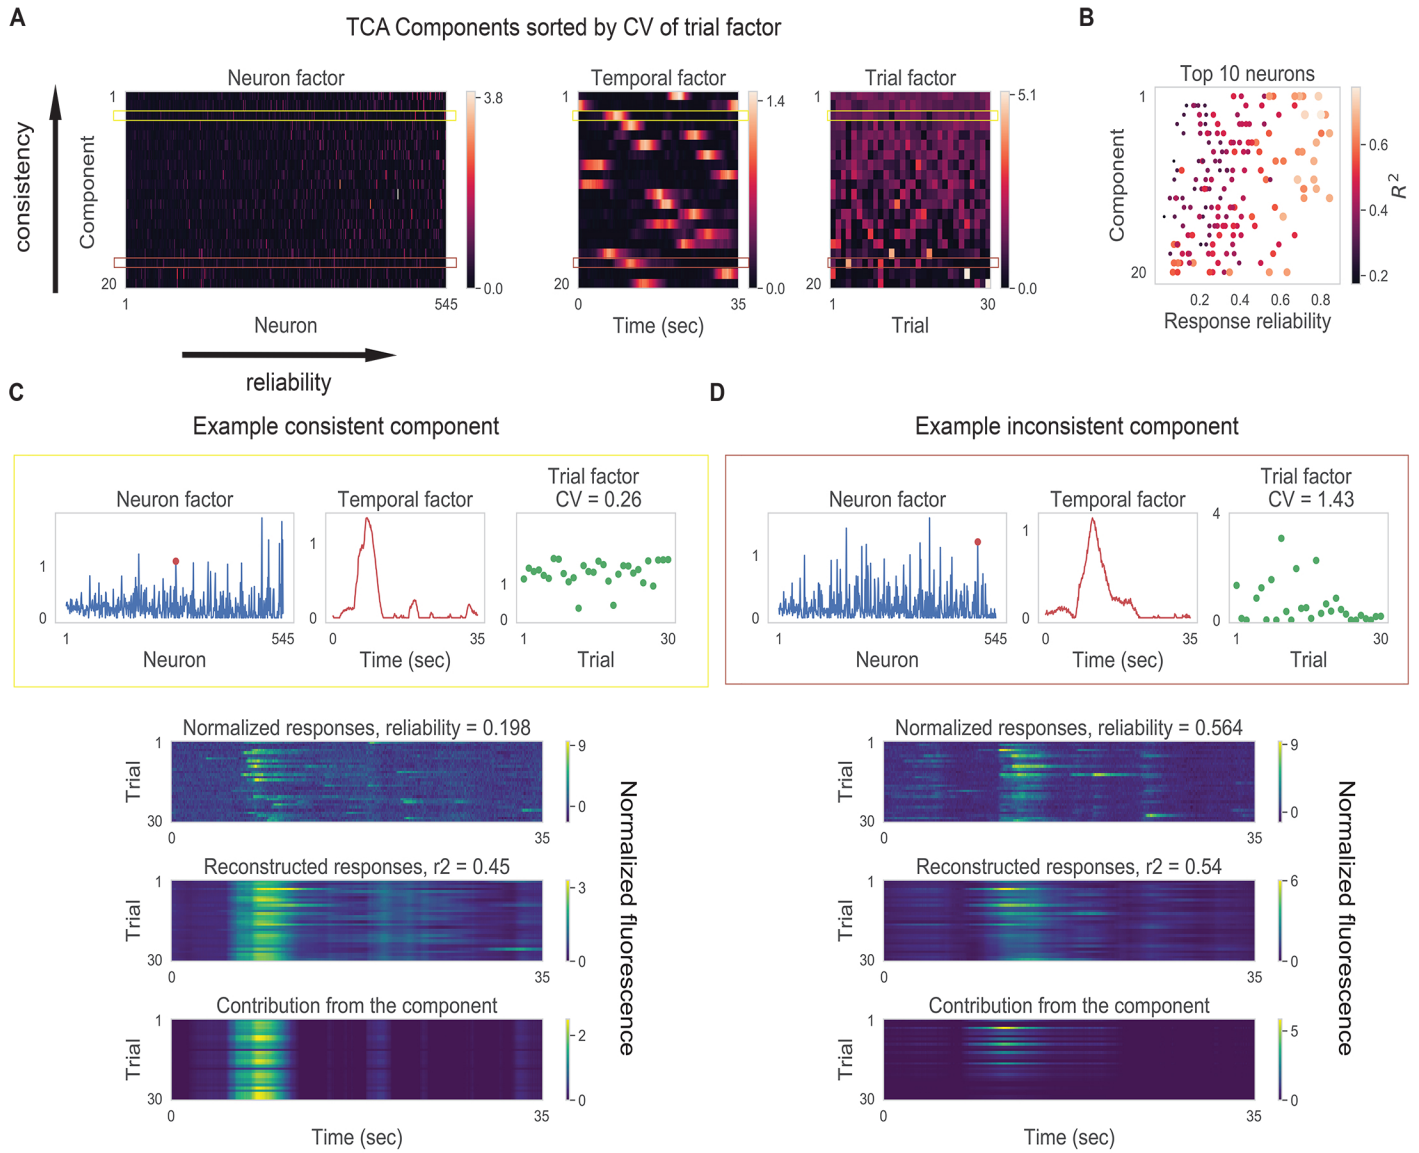 A
TCA Components sorted by CV of trial factor
B
consistency
Component
Neuron factor
1
20
1
545
Neuron
3.8
0.0
reliability
Temporal factor
0
35
Time (sec)
1.4
0.0
Trial factor
1
20
1
30
Trial
5.1
0.0
Top 10 neurons
Component
1
20
0.2
0.4
0.6
0.8
Response reliability
0.6
0.4
0.2
R²
C
Example consistent component
Neuron factor
1
0
1
545
Neuron
Temporal factor
1
0
0
35
Time (sec)
Trial factor
CV = 0.26
1
0
1
30
Trial
Normalized responses, reliability = 0.198
Trial
1
30
0
35
9
0
Reconstructed responses, r2 = 0.45
Trial
1
30
0
35
3
0
Contribution from the component
Trial
1
30
0
35
Time (sec)
2
0
Normalized fluorescence
D
Example inconsistent component
Neuron factor
1
0
1
545
Neuron
Temporal factor
1
0
0
35
Time (sec)
Trial factor
CV = 1.43
4
0
1
30
Trial
Normalized responses, reliability = 0.564
Trial
1
30
0
35
9
0
Reconstructed responses, r2 = 0.54
Trial
1
30
0
35
6
0
Contribution from the component
Trial
1
30
0
35
Time (sec)
5
0
Normalized fluorescence